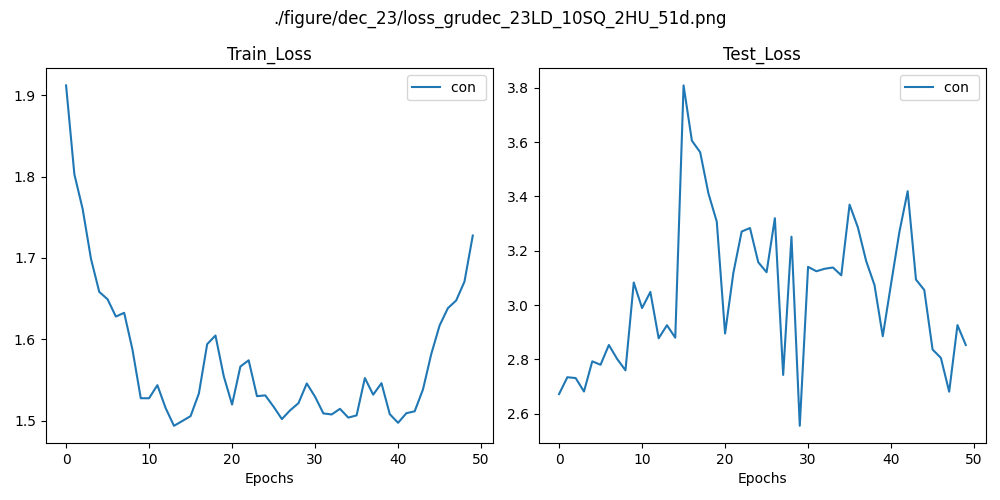 ./figure/dec_23/loss_grudec_23LD_10SQ_2HU_51d.png
Train_Loss
con
1.9
1.8
1.7
1.6
1.5
0 10 20 30 40 50
Epochs
Test_Loss
con
3.8
3.6
3.4
3.2
3.0
2.8
2.6
0 10 20 30 40 50
Epochs